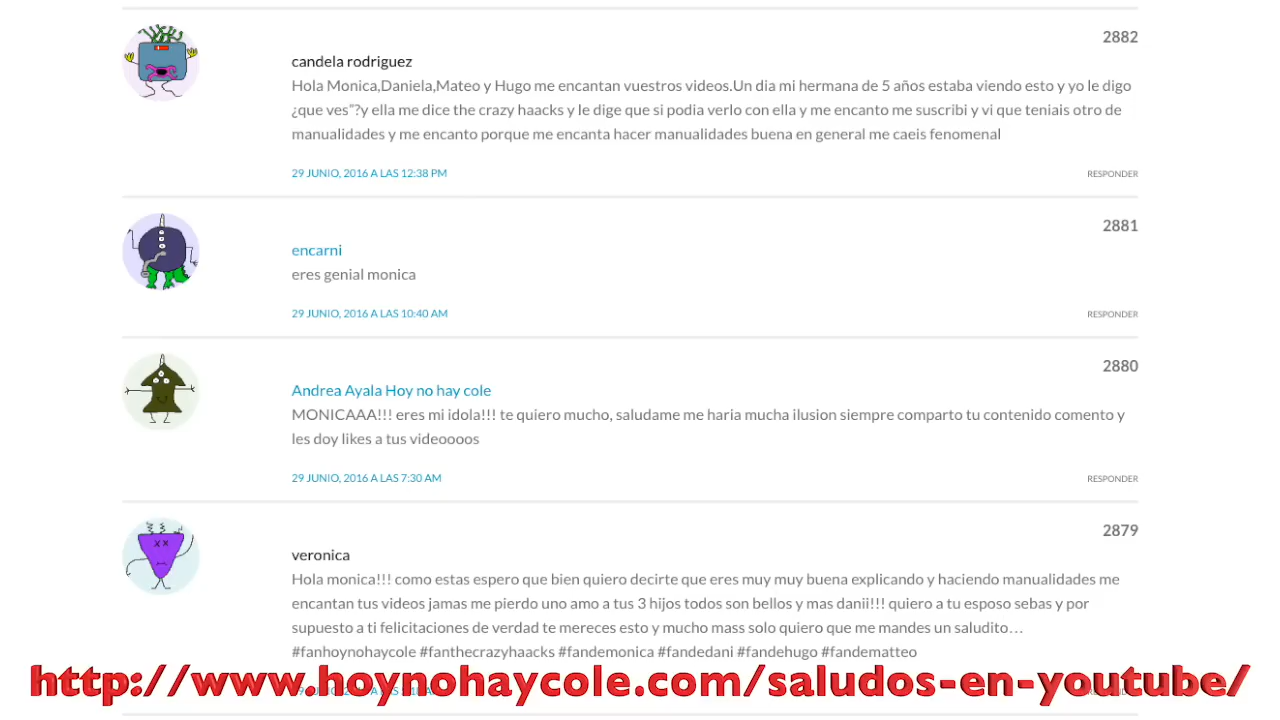 2882
candela rodriguez
Hola Monica,Daniela,Mateo y Hugo me encantan vuestros videos.Un dia mi hermana de 5 años estaba viendo esto y yo le digo
¿que ves”?y ella me dice the crazy haacks y le dige que si podia verlo con ella y me encanto me suscribi y vi que teniais otro de
manualidades y me encanto porque me encanta hacer manualidades buena en general me caeis fenomenal
29 JUNIO, 2016 A LAS 12:38 PM
RESPONDER
2881
encarni
eres genial monica
29 JUNIO, 2016 A LAS 10:40 AM
RESPONDER
2880
Andrea Ayala Hoy no hay cole
MONICAAA!!! eres mi idola!!! te quiero mucho, saludame me haria mucha ilusion siempre comparto tu contenido comento y
les doy likes a tus videoooos
29 JUNIO, 2016 A LAS 7:30 AM
RESPONDER
2879
veronica
Hola monica!!! como estas espero que bien quiero decirte que eres muy muy buena explicando y haciendo manualidades me
encantan tus videos jamas me pierdo uno amo a tus 3 hijos todos son bellos y mas danii!!! quiero a tu esposo sebas y por
supuesto a ti felicitaciones de verdad te mereces esto y mucho mass solo quiero que me mandes un saludito…
#fanhoynohaycole #fanthecrazyhaacks #fandemonica #fandedani #fandehugo #fandematteo
http://www.hoynohaycole.com/saludos-en-youtube/